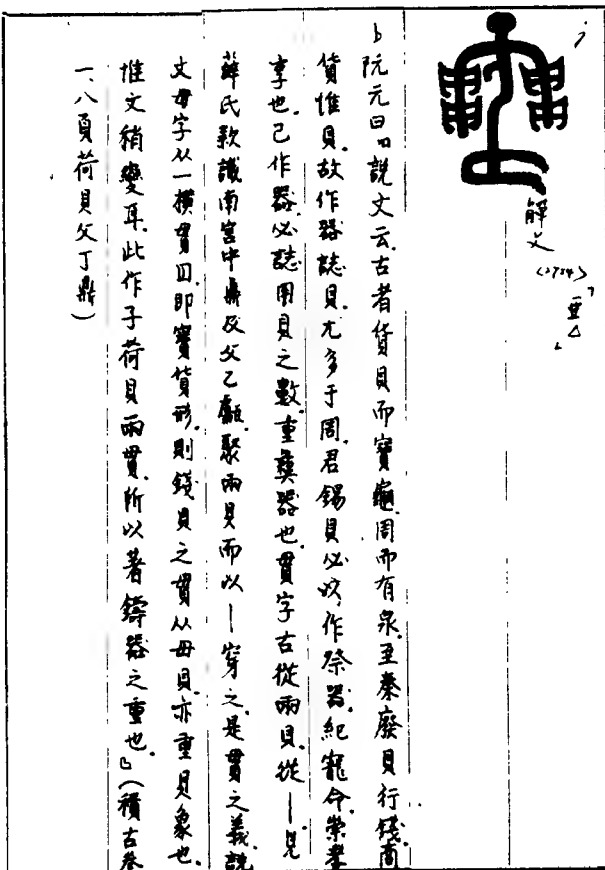 解文
(2754)
「亞△」
阮元曰「說文云.古者貨貝而寶龜.周而有泉.至秦廢貝行錢.商
貨惟貝.故作器誌貝.尤多于周.君錫貝必以作祭器.紀寵命.崇孝
享也.己作器.必誌用貝之數.重彝器也.貫字古從兩貝.從丨.見
薛氏款識南宮中鼎及父乙甗.聚兩貝而以丨穿之.是貫之義.說
文毌字从一橫貫.即寶貨形.則錢貝之貫从毌貝.亦重貝象也.
惟文稍變耳.此作子荷貝兩貫.所以著鑄器之重也.」(積古卷
一、八頁荷貝父丁鼎)